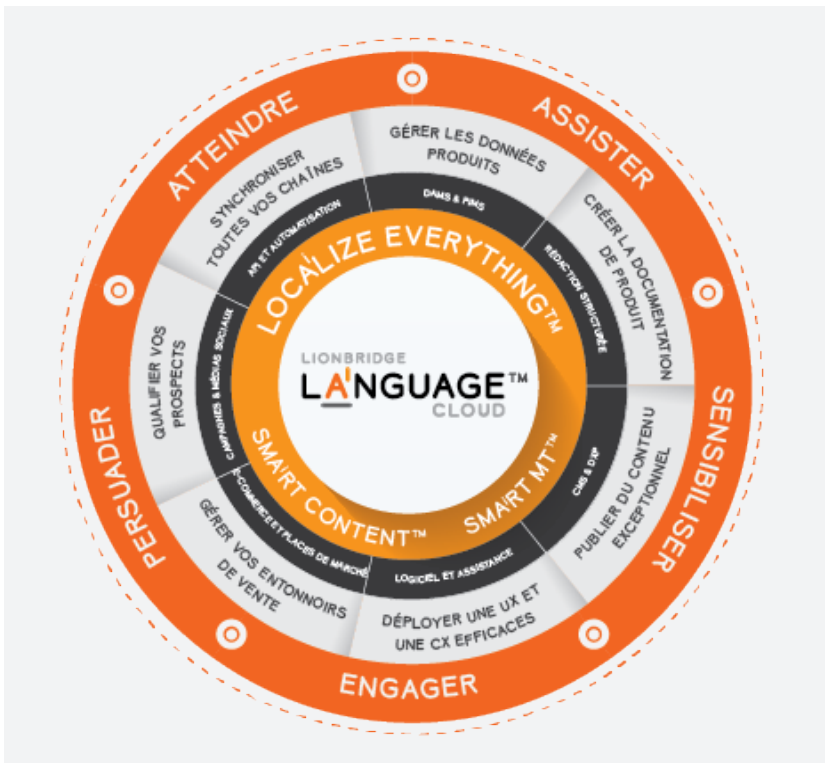 ATTEINDRE
ASSISTER
SENSIBILISER
ENGAGER
PERSUADER
GÉRER LES DONNÉES
PRODUITS
CRÉER LA DOCUMENTATION
DE PRODUIT
PUBLIER DU CONTENU
EXCEPTIONNEL
DÉPLOYER UNE UX ET
UNE CX EFFICACES
GÉRER VOS ENTONNOIRS
DE VENTE
QUALIFIER VOS
PROSPECTS
SYNCHRONISER
TOUTES VOS CHAÎNES
DAMS & PIMS
RÉDACTION STRUCTURÉE
CMS & DXP
LOGICIEL ET ASSISTANCE
E-COMMERCE ET PLACES DE MARCHÉ
CAMPAGNES & MÉDIAS SOCIAUX
API ET AUTOMATISATION
LOCALIZE EVERYTHING™
SMART MT™
SMART CONTENT™
LIONBRIDGE
LANGUAGE™
CLOUD